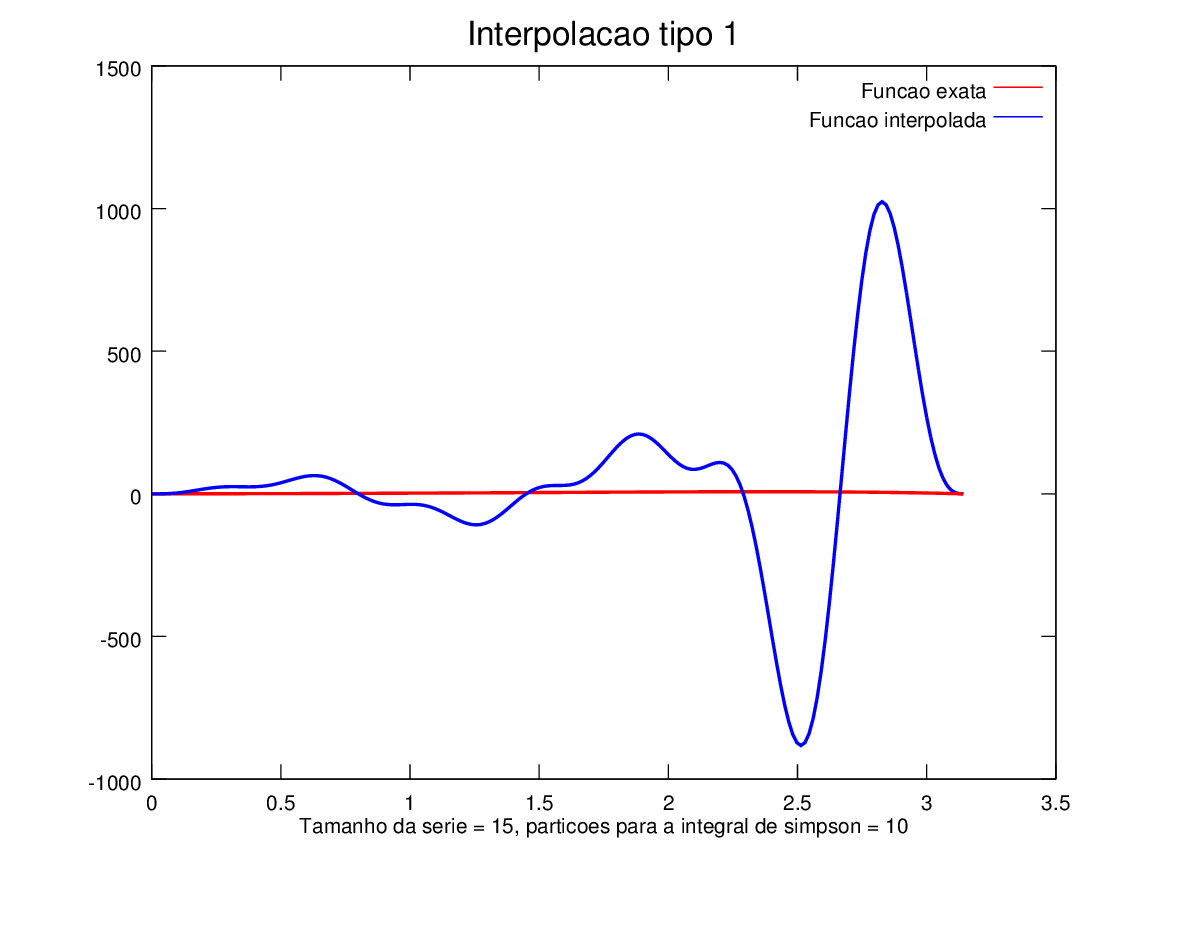 Interpolacao tipo 1
1500
Funcao exata
Funcao interpolada
1000
500
0
-500
-1000
0 0.5 1 1.5 2 2.5 3 3.5
Tamanho da serie = 15, particoes para a integral de simpson = 10